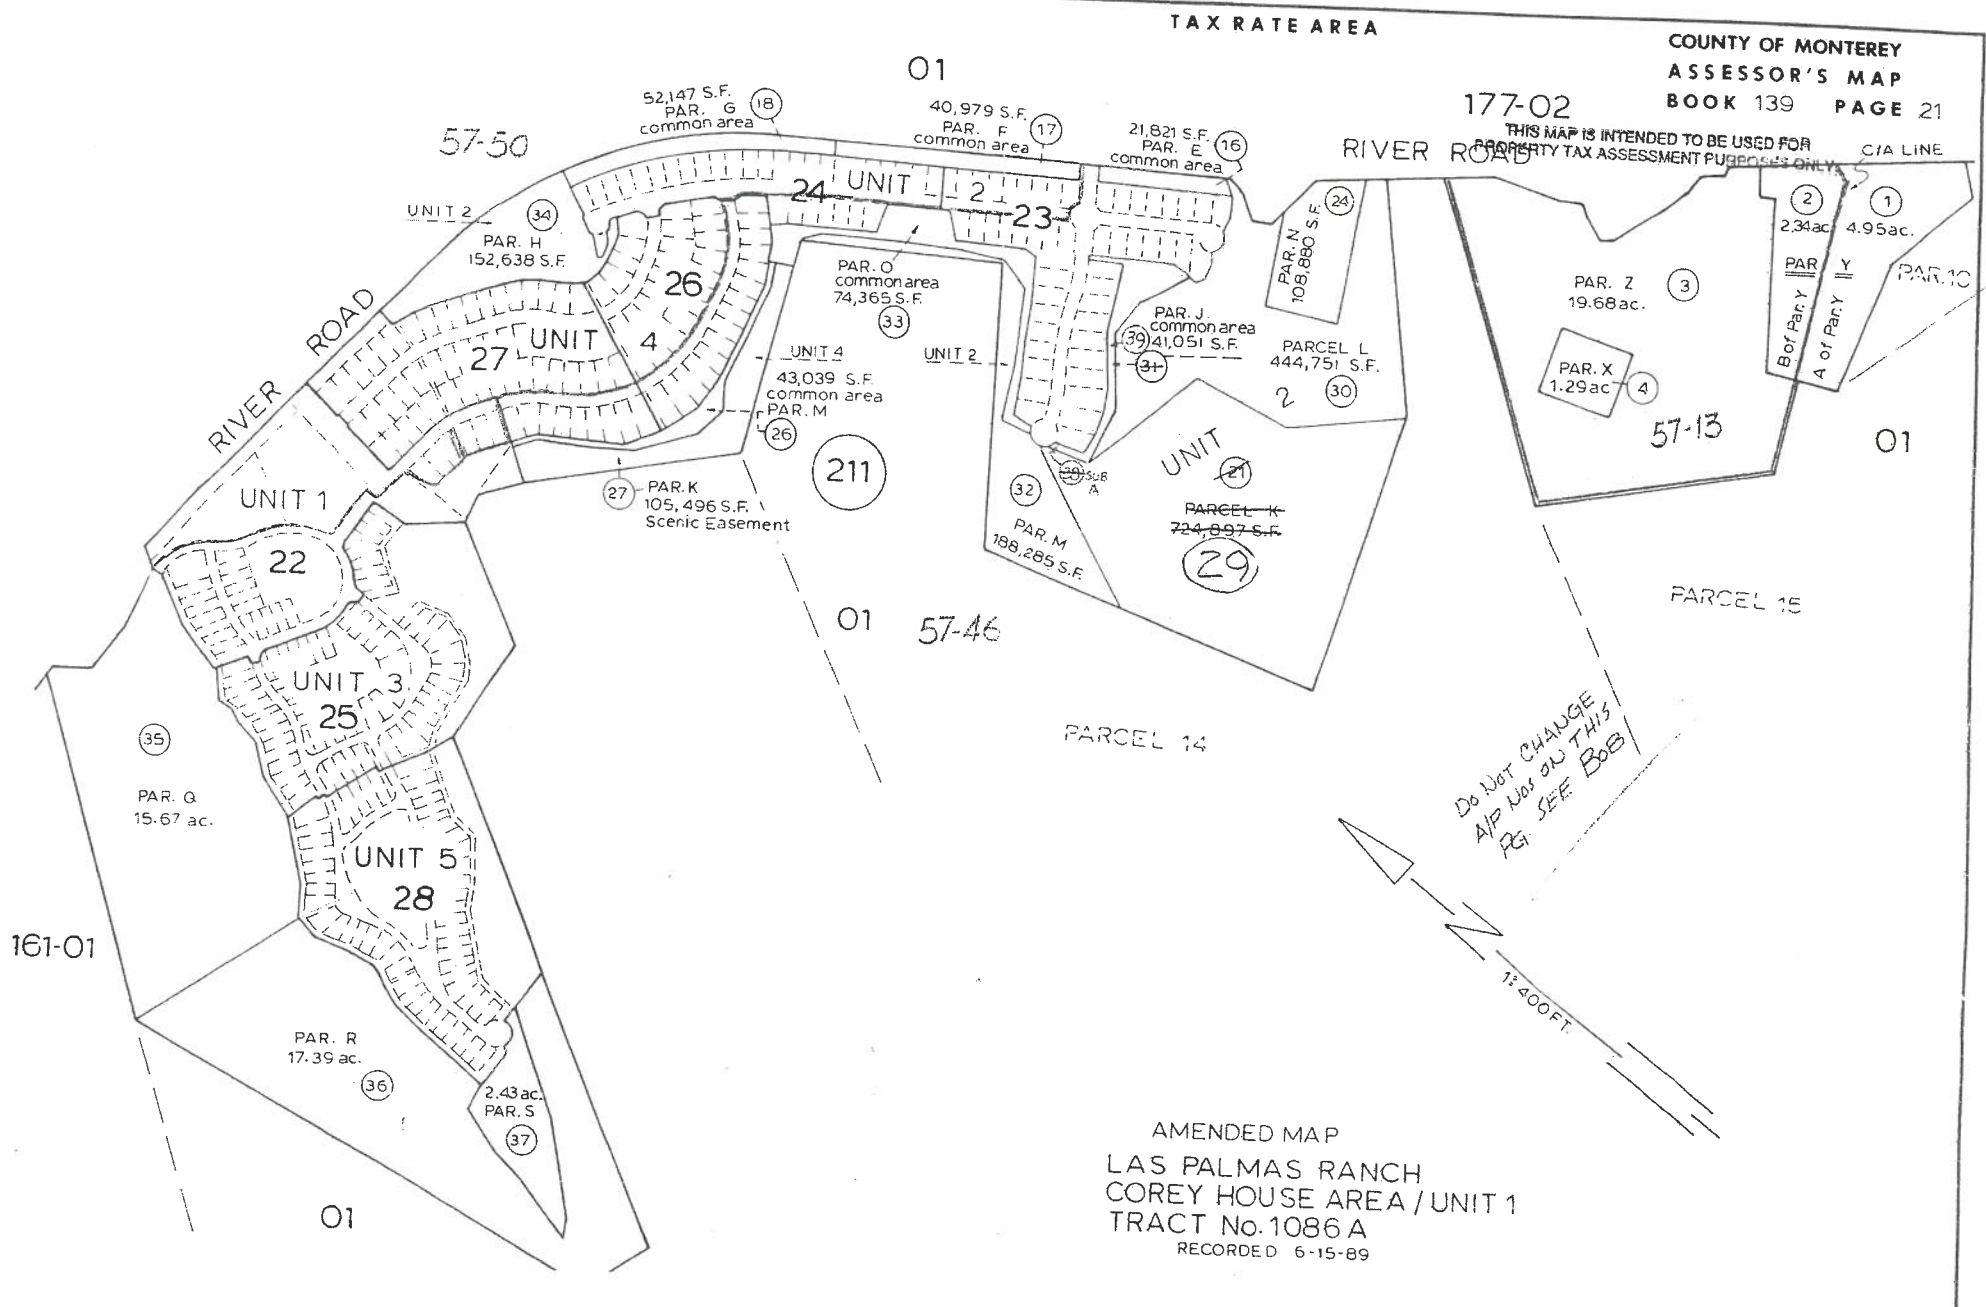 TAX RATE AREA
COUNTY OF MONTEREY
ASSESSOR'S MAP
BOOK 139 PAGE 21
THIS MAP IS INTENDED TO BE USED FOR
PROPERTY TAX ASSESSMENT PURPOSES ONLY.
177-02
RIVER ROAD
C/A LINE
01
57-50
52,147 S.F.
PAR. G
common area
18
40,979 S.F.
PAR. F
common area
17
21,821 S.F.
PAR. E
common area
16
UNIT 2
34
PAR. H
152,638 S.F.
24
UNIT 2
23
26
4
UNIT
27
RIVER ROAD
PAR. O
common area
74,365 S.F.
33
UNIT 4
43,039 S.F.
common area
PAR. M
26
UNIT 2
PAR. J
common area
41,051 S.F.
39
31
24
PAR. N
108,880 S.F.
PARCEL L
444,751 S.F.
30
2
UNIT
21
PARCEL K
724,897 S.F.
29
38
SUB
A
32
PAR. M
188,285 S.F.
PAR. Z
19.68 ac.
3
PAR. X
1.29 ac
4
57-13
2
2.34 ac
1
4.95 ac.
PAR Y
B of Par. Y
A of Par. Y
PAR. 10
01
211
27
PAR. K
105,496 S.F.
Scenic Easement
UNIT 1
22
UNIT 3
25
UNIT 5
28
01
57-46
PARCEL 14
PARCEL 15
DO NOT CHANGE
A/P NOS ON THIS
PG. SEE BOB
1"=400 FT.
35
PAR. Q
15.67 ac.
161-01
PAR. R
17.39 ac.
36
2.43 ac.
PAR. S
37
01
AMENDED MAP
LAS PALMAS RANCH
COREY HOUSE AREA / UNIT 1
TRACT No. 1086 A
RECORDED 6-15-89